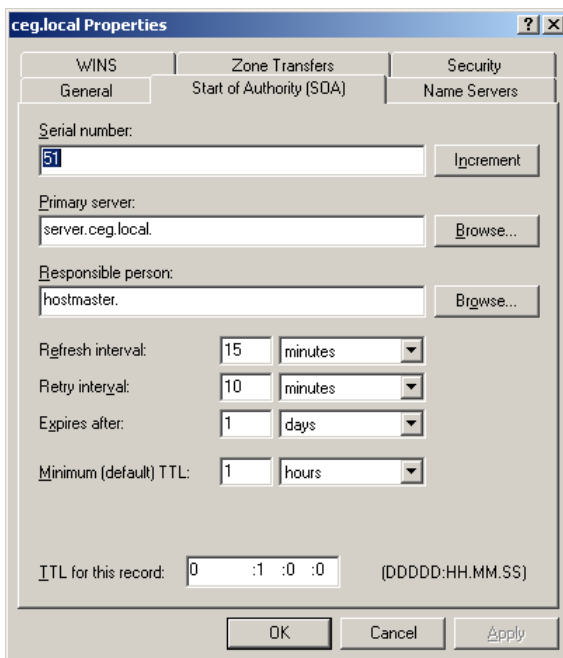 ceg.local Properties
WINS Zone Transfers Security
General Start of Authority (SOA) Name Servers
Serial number:
51 Increment
Primary server:
server.ceg.local. Browse...
Responsible person:
hostmaster. Browse...
Refresh interval: 15 minutes
Retry interval: 10 minutes
Expires after: 1 days
Minimum (default) TTL: 1 hours
TTL for this record: 0 :1 :0 :0 (DDDDD:HH.MM.SS)
OK Cancel Apply